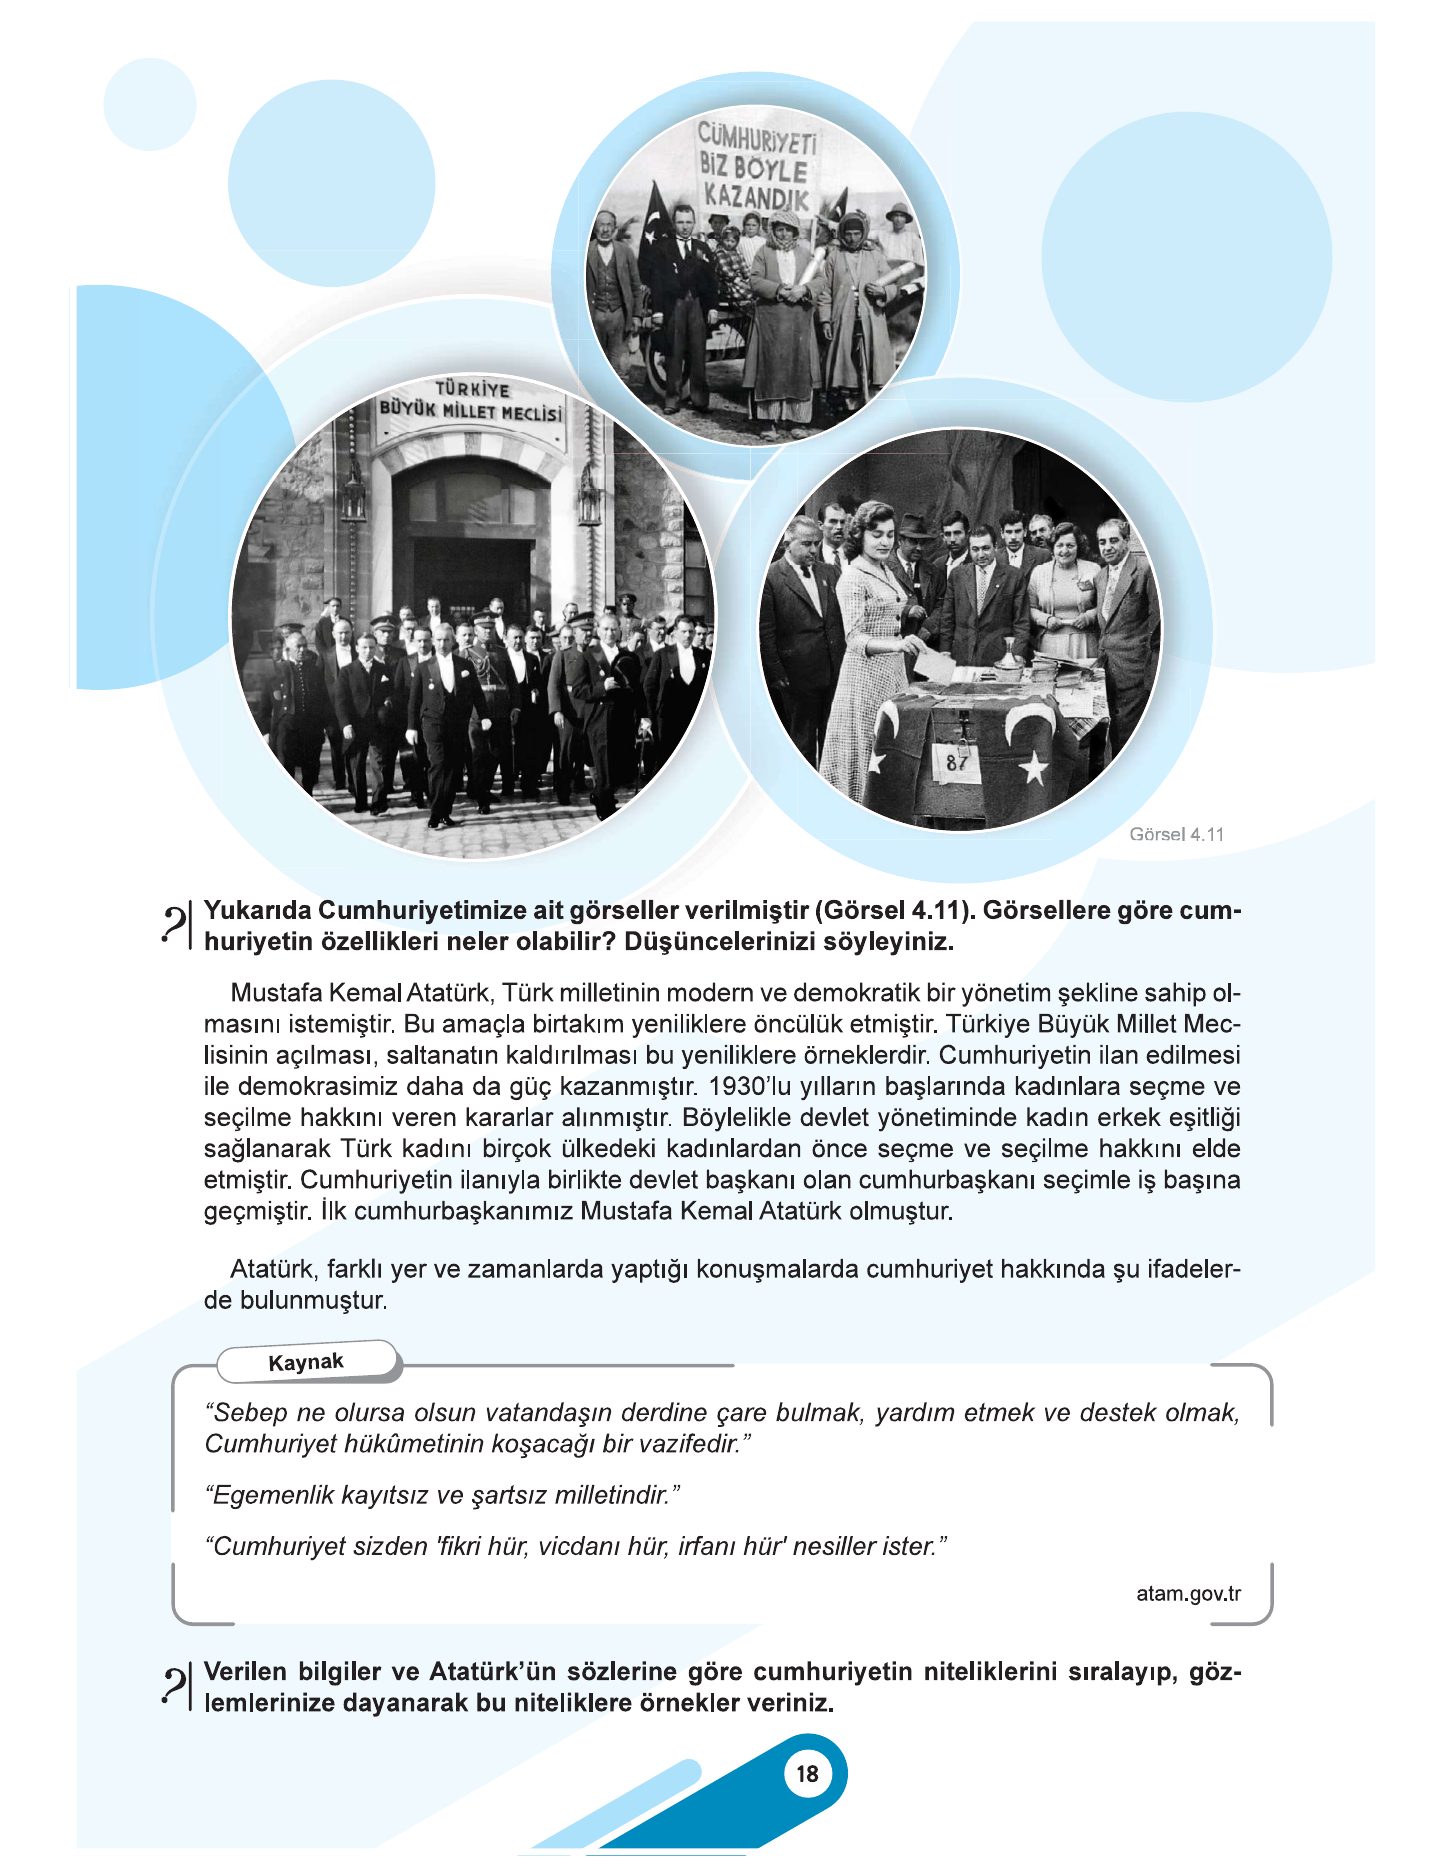 CÜMHURİYETİ
BİZ BÖYLE
KAZANDIK
TÜRKİYE
BÜYÜK MİLLET MECLİSİ
87
Görsel 4.11
Yukarıda Cumhuriyetimize ait görseller verilmiştir (Görsel 4.11). Görsellere göre cum-
huriyetin özellikleri neler olabilir? Düşüncelerinizi söyleyiniz.
Mustafa Kemal Atatürk, Türk milletinin modern ve demokratik bir yönetim şekline sahip ol-
masını istemiştir. Bu amaçla birtakım yeniliklere öncülük etmiştir. Türkiye Büyük Millet Mec-
lisinin açılması, saltanatın kaldırılması bu yeniliklere örneklerdir. Cumhuriyetin ilan edilmesi
ile demokrasimiz daha da güç kazanmıştır. 1930’lu yılların başlarında kadınlara seçme ve
seçilme hakkını veren kararlar alınmıştır. Böylelikle devlet yönetiminde kadın erkek eşitliği
sağlanarak Türk kadını birçok ülkedeki kadınlardan önce seçme ve seçilme hakkını elde
etmiştir. Cumhuriyetin ilanıyla birlikte devlet başkanı olan cumhurbaşkanı seçimle iş başına
geçmiştir. İlk cumhurbaşkanımız Mustafa Kemal Atatürk olmuştur.
Atatürk, farklı yer ve zamanlarda yaptığı konuşmalarda cumhuriyet hakkında şu ifadeler-
de bulunmuştur.
Kaynak
“Sebep ne olursa olsun vatandaşın derdine çare bulmak, yardım etmek ve destek olmak,
Cumhuriyet hükûmetinin koşacağı bir vazifedir.”
“Egemenlik kayıtsız ve şartsız milletindir.”
“Cumhuriyet sizden 'fikri hür, vicdanı hür, irfanı hür' nesiller ister.”
atam.gov.tr
Verilen bilgiler ve Atatürk’ün sözlerine göre cumhuriyetin niteliklerini sıralayıp, göz-
lemlerinize dayanarak bu niteliklere örnekler veriniz.
18